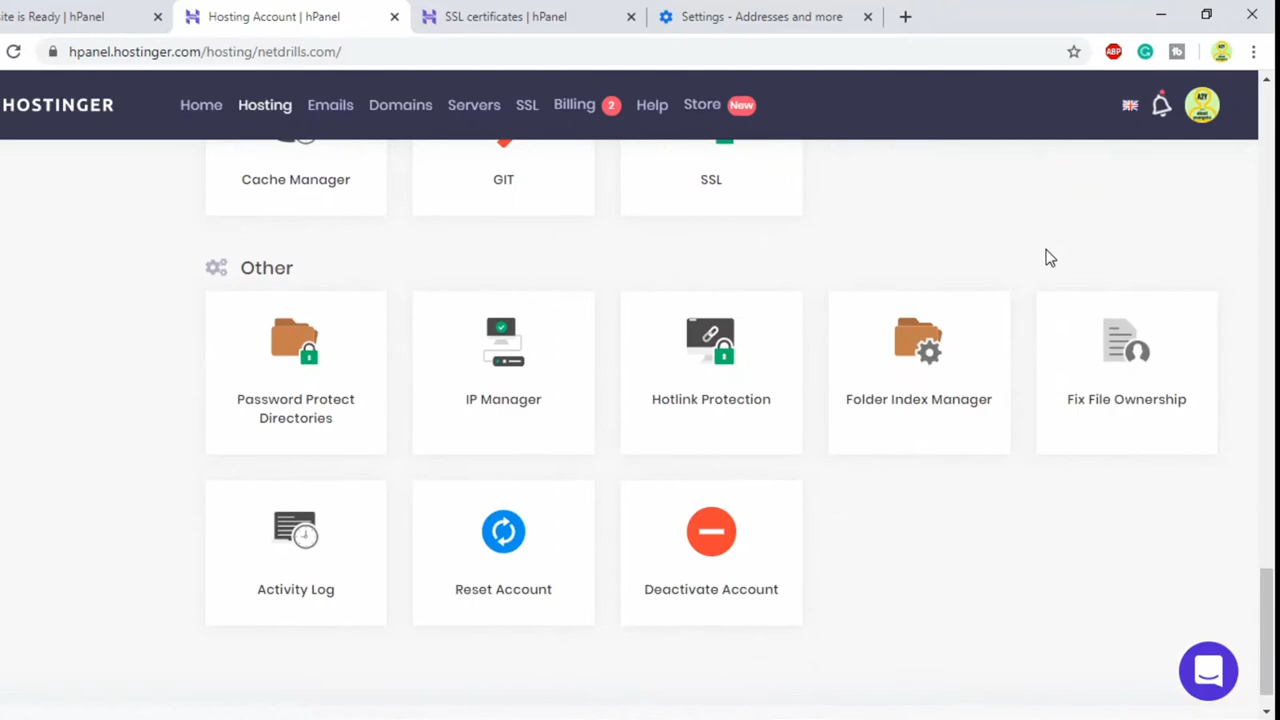 ite is Ready | hPanel
Hosting Account | hPanel
SSL certificates | hPanel
Settings - Addresses and more
hpanel.hostinger.com/hosting/netdrills.com/
ABP
HOSTINGER
Home
Hosting
Emails
Domains
Servers
SSL
Billing 2
Help
Store New
Cache Manager
GIT
SSL
Other
Password Protect
Directories
IP Manager
Hotlink Protection
Folder Index Manager
Fix File Ownership
Activity Log
Reset Account
Deactivate Account